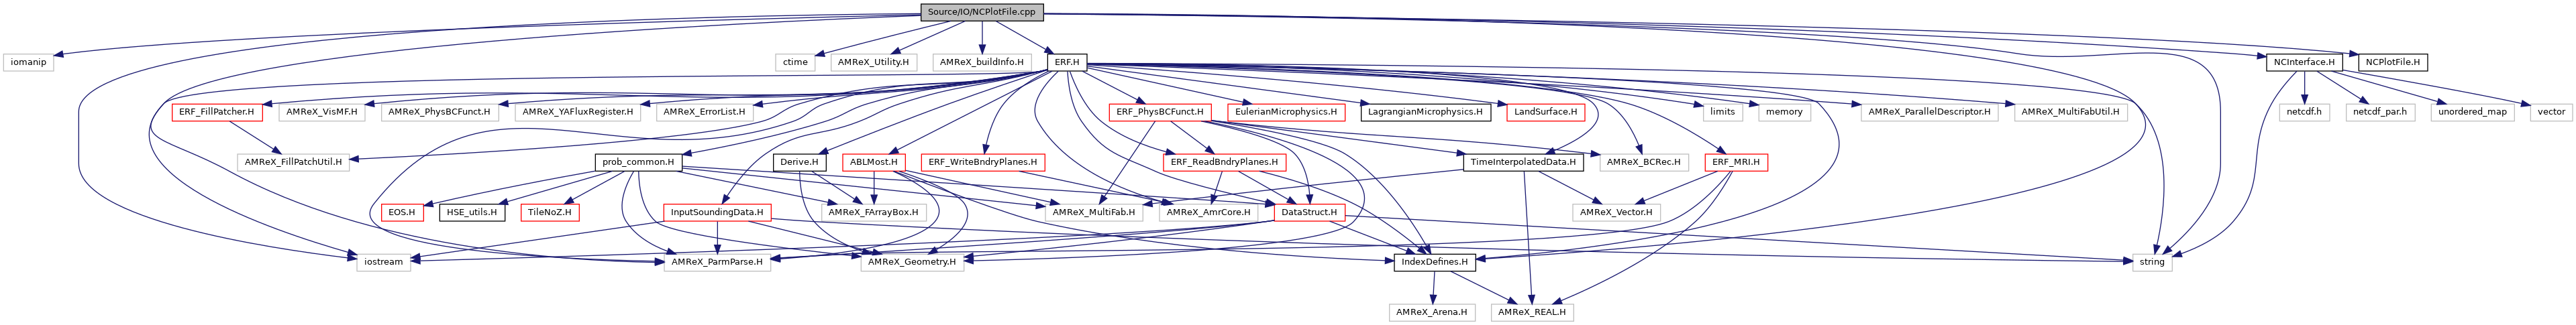 Source/IO/NCPlotFile.cpp
iomanip
ctime
AMReX_Utility.H
AMReX_buildInfo.H
ERF.H
NCInterface.H
NCPlotFile.H
ERF_FillPatcher.H
AMReX_VisMF.H
AMReX_PhysBCFunct.H
AMReX_YAFluxRegister.H
AMReX_ErrorList.H
ERF_PhysBCFunct.H
EulerianMicrophysics.H
LagrangianMicrophysics.H
LandSurface.H
limits
memory
AMReX_ParallelDescriptor.H
AMReX_MultiFabUtil.H
netcdf.h
netcdf_par.h
unordered_map
vector
AMReX_FillPatchUtil.H
prob_common.H
Derive.H
ABLMost.H
ERF_WriteBndryPlanes.H
ERF_ReadBndryPlanes.H
TimeInterpolatedData.H
AMReX_BCRec.H
ERF_MRI.H
EOS.H
HSE_utils.H
TileNoZ.H
InputSoundingData.H
AMReX_FArrayBox.H
AMReX_MultiFab.H
AMReX_AmrCore.H
DataStruct.H
AMReX_Vector.H
iostream
AMReX_ParmParse.H
AMReX_Geometry.H
IndexDefines.H
string
AMReX_Arena.H
AMReX_REAL.H